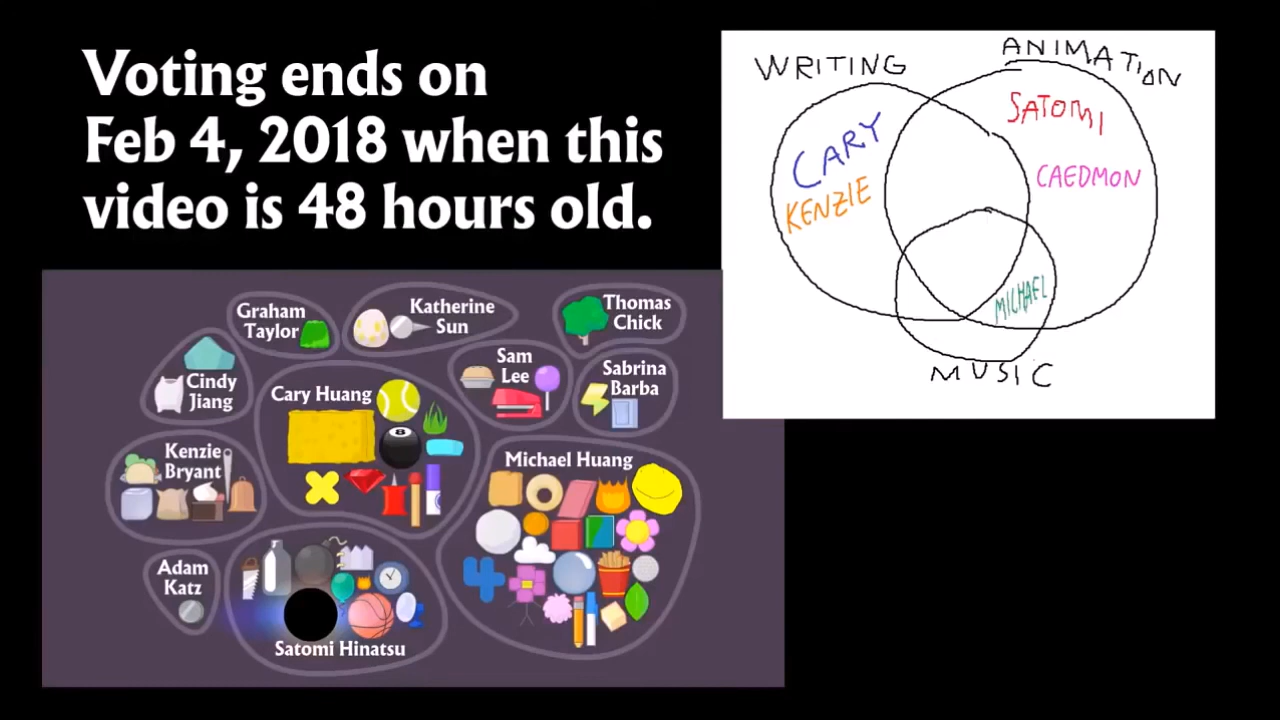 Voting ends on
Feb 4, 2018 when this
video is 48 hours old.
WRITING
ANIMATION
CARY
KENZIE
SATOMI
CAEDMON
MICHAEL
MUSIC
Graham
Taylor
Katherine
Sun
Thomas
Chick
Cindy
Jiang
Cary Huang
8
Sam
Lee
Sabrina
Barba
Kenzie
Bryant
Michael Huang
Adam
Katz
Satomi Hinatsu